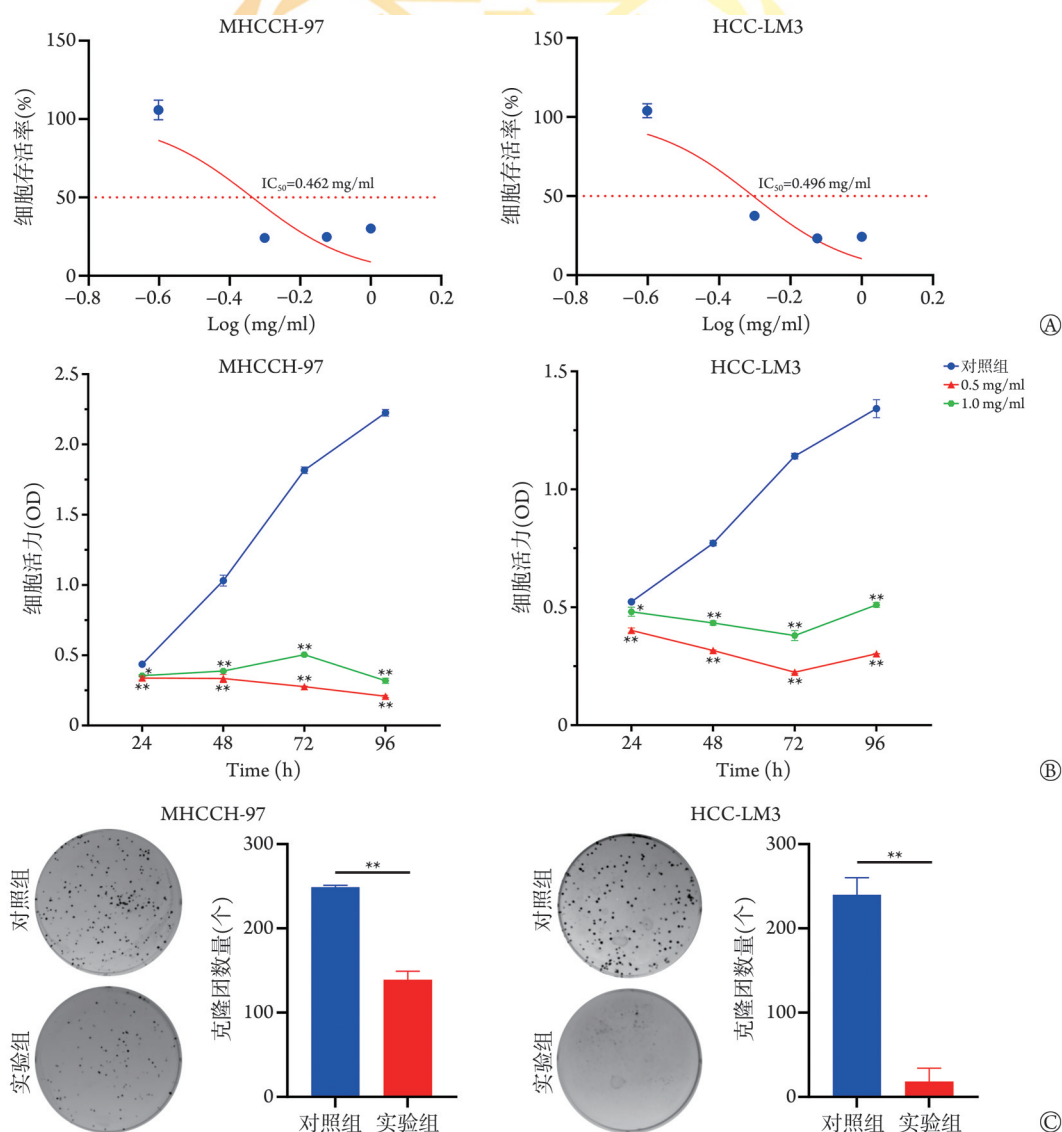 MHCCH-97
HCC-LM3
细胞存活率(%)
150
100
50
0
IC₅₀=0.462 mg/ml
−0.8 −0.6 −0.4 −0.2 0 0.2
Log (mg/ml)
细胞存活率(%)
150
100
50
0
IC₅₀=0.496 mg/ml
−0.8 −0.6 −0.4 −0.2 0 0.2
Log (mg/ml)
Ⓐ
MHCCH-97
HCC-LM3
对照组
0.5 mg/ml
1.0 mg/ml
细胞活力(OD)
2.5
2.0
1.5
1.0
0.5
0
*
**
**
**
**
**
**
**
24 48 72 96
Time (h)
细胞活力(OD)
1.5
1.0
0.5
0
*
**
**
**
**
**
**
**
24 48 72 96
Time (h)
Ⓑ
MHCCH-97
HCC-LM3
对照组
实验组
克隆团数量(个)
300
200
100
0
**
对照组 实验组
对照组
实验组
克隆团数量(个)
300
200
100
0
**
对照组 实验组
Ⓒ